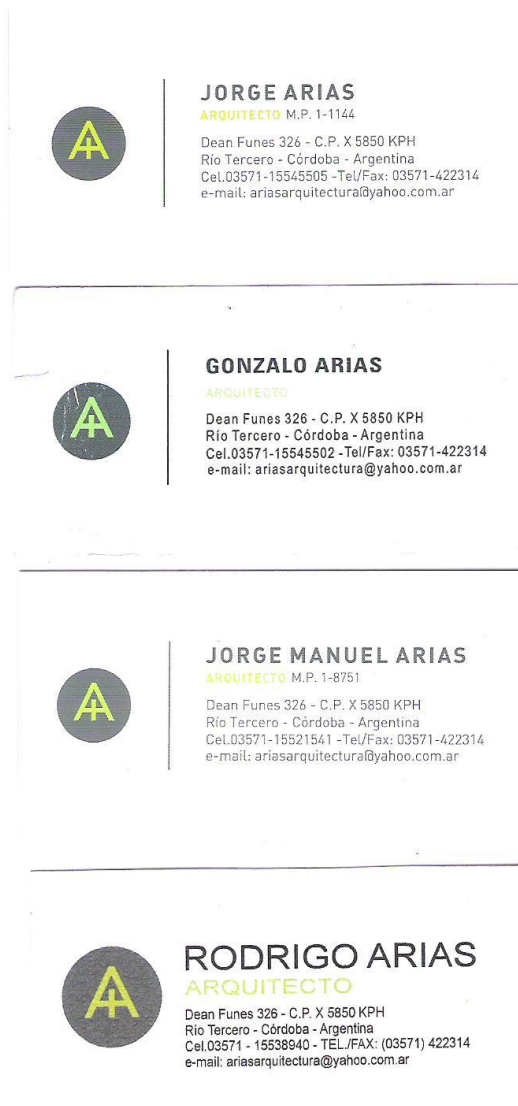 JORGE ARIAS
ARQUITECTO M.P. 1-1144
Dean Funes 326 - C.P. X 5850 KPH
Río Tercero - Córdoba - Argentina
Cel.03571-15545505 -Tel/Fax: 03571-422314
e-mail: ariasarquitectura@yahoo.com.ar
GONZALO ARIAS
ARQUITECTO
Dean Funes 326 - C.P. X 5850 KPH
Río Tercero - Córdoba - Argentina
Cel.03571-15545502 -Tel/Fax: 03571-422314
e-mail: ariasarquitectura@yahoo.com.ar
JORGE MANUEL ARIAS
ARQUITECTO M.P. 1-8751
Dean Funes 326 - C.P. X 5850 KPH
Río Tercero - Córdoba - Argentina
Cel.03571-15521541 -Tel/Fax: 03571-422314
e-mail: ariasarquitectura@yahoo.com.ar
RODRIGO ARIAS
ARQUITECTO
Dean Funes 326 - C.P. X 5850 KPH
Río Tercero - Córdoba - Argentina
Cel.03571 - 15538940 - TEL./FAX: (03571) 422314
e-mail: ariasarquitectura@yahoo.com.ar